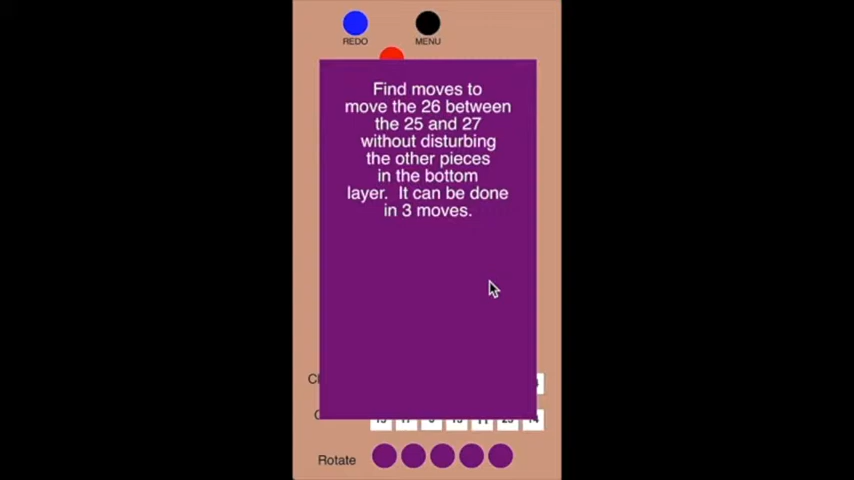 REDO MENU
Find moves to
move the 26 between
the 25 and 27
without disturbing
the other pieces
in the bottom
layer.  It can be done
in 3 moves.
Rotate